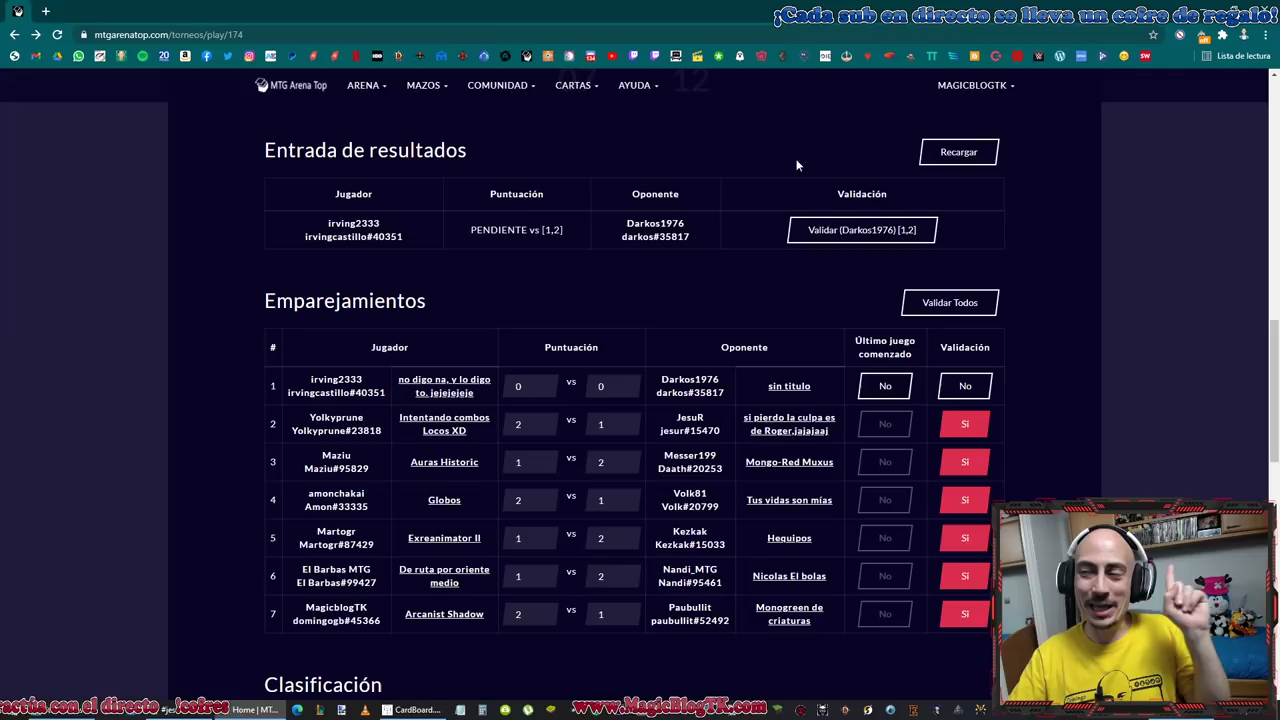 ¡Cada sub en directo se lleva un cofre de regalo!
mtgarenatop.com/torneos/play/174
Lista de lectura
MTG Arena Top
ARENA
MAZOS
COMUNIDAD
CARTAS
AYUDA
12
MAGICBLOGTK
Entrada de resultados
Recargar
Jugador Puntuación Oponente Validación
irving2333 Darkos1976
irvingcastillo#40351 PENDIENTE vs [1,2] darkos#35817 Validar (Darkos1976) [1,2]
Emparejamientos
Validar Todos
# Jugador Puntuación Oponente Último juego comenzado Validación
1 irving2333 irvingcastillo#40351 no digo na, y lo digo to. jejejejeje 0 vs 0 Darkos1976 darkos#35817 sin titulo No No
2 Yolkyprune Yolkyprune#23818 Intentando combos Locos XD 2 vs 1 JesuR jesur#15470 si pierdo la culpa es de Roger,jajajaaj No Si
3 Maziu Maziu#95829 Auras Historic 1 vs 2 Messer199 Daath#20253 Mongo-Red Muxus No Si
4 amonchakai Amon#33335 Globos 2 vs 1 Volk81 Volk#20799 Tus vidas son mías No Si
5 Martogr Martogr#87429 Exreanimator II 1 vs 2 Kezkak Kezkak#15033 Hequipos No Si
6 El Barbas MTG El Barbas#99427 De ruta por oriente medio 1 vs 2 Nandi_MTG Nandi#95461 Nicolas El bolas No Si
7 MagicblogTK domingogb#45366 Arcanist Shadow 2 vs 1 Paubullit paubullit#52492 Monogreen de criaturas No Si
Clasificación
actúa con el directo
cofres
Home | MT...
CardBoard....
www.MagicBlogTK.com